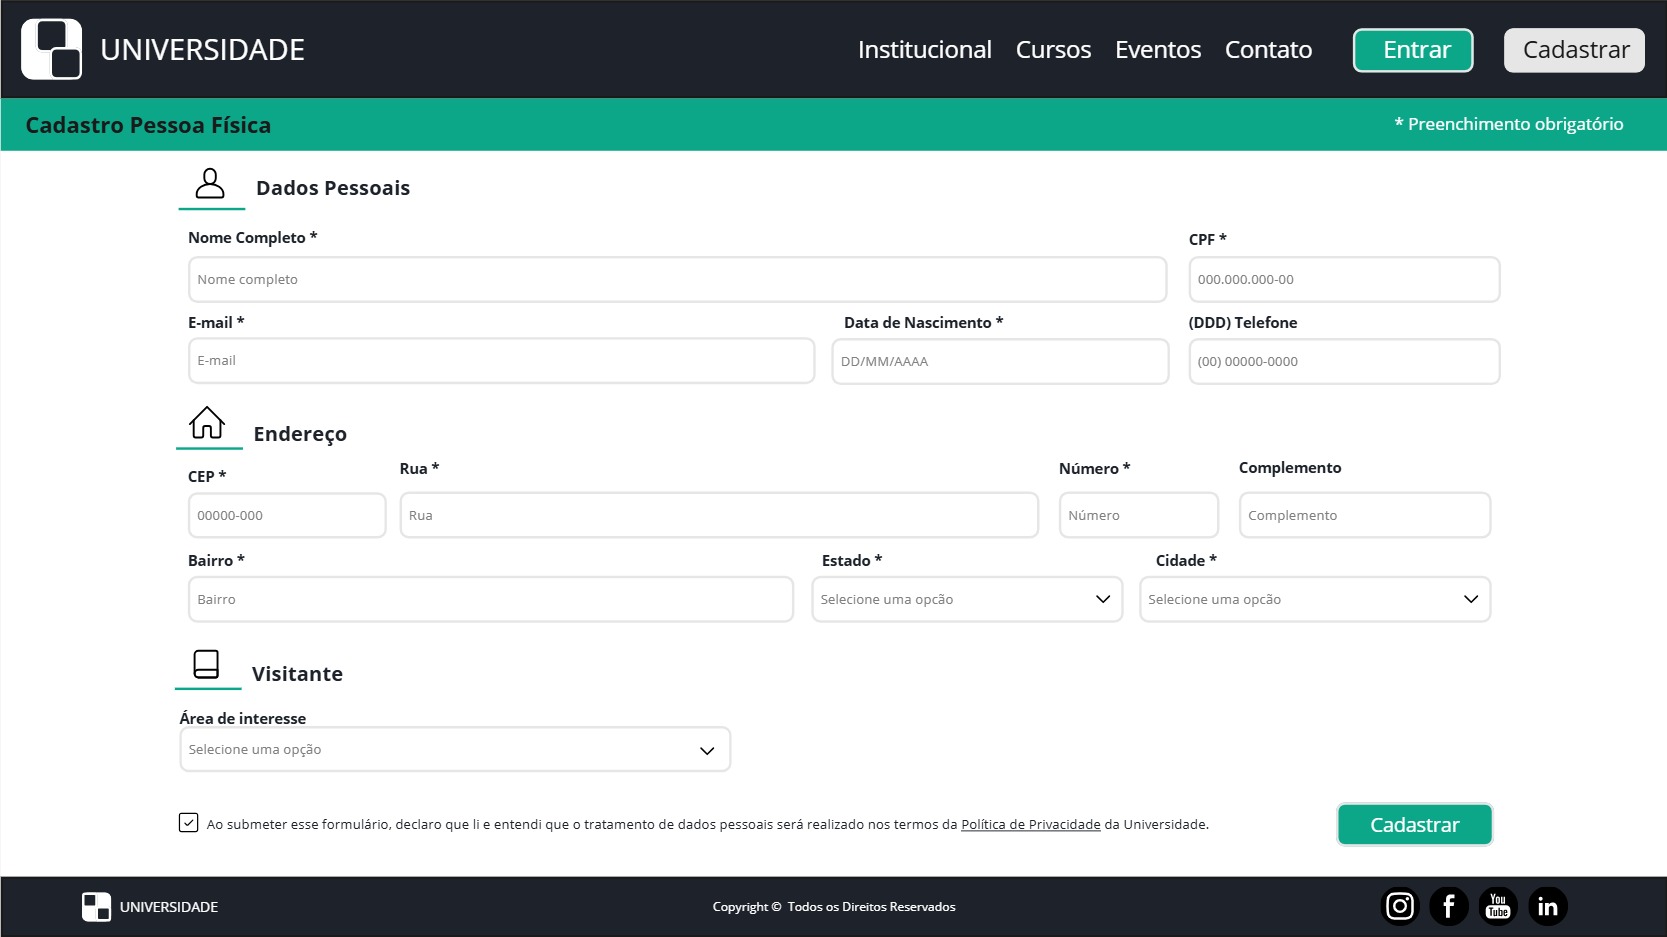 UNIVERSIDADE
Institucional Cursos Eventos Contato Entrar Cadastrar
Cadastro Pessoa Física
* Preenchimento obrigatório
Dados Pessoais
Nome Completo * CPF *
Nome completo 000.000.000-00
E-mail * Data de Nascimento * (DDD) Telefone
E-mail DD/MM/AAAA (00) 00000-0000
Endereço
CEP * Rua * Número * Complemento
00000-000 Rua Número Complemento
Bairro * Estado * Cidade *
Bairro Selecione uma opcão Selecione uma opcão
Visitante
Área de interesse
Selecione uma opção
Ao submeter esse formulário, declaro que li e entendi que o tratamento de dados pessoais será realizado nos termos da Política de Privacidade da Universidade.
Cadastrar
UNIVERSIDADE
Copyright © Todos os Direitos Reservados
You
Tube
in